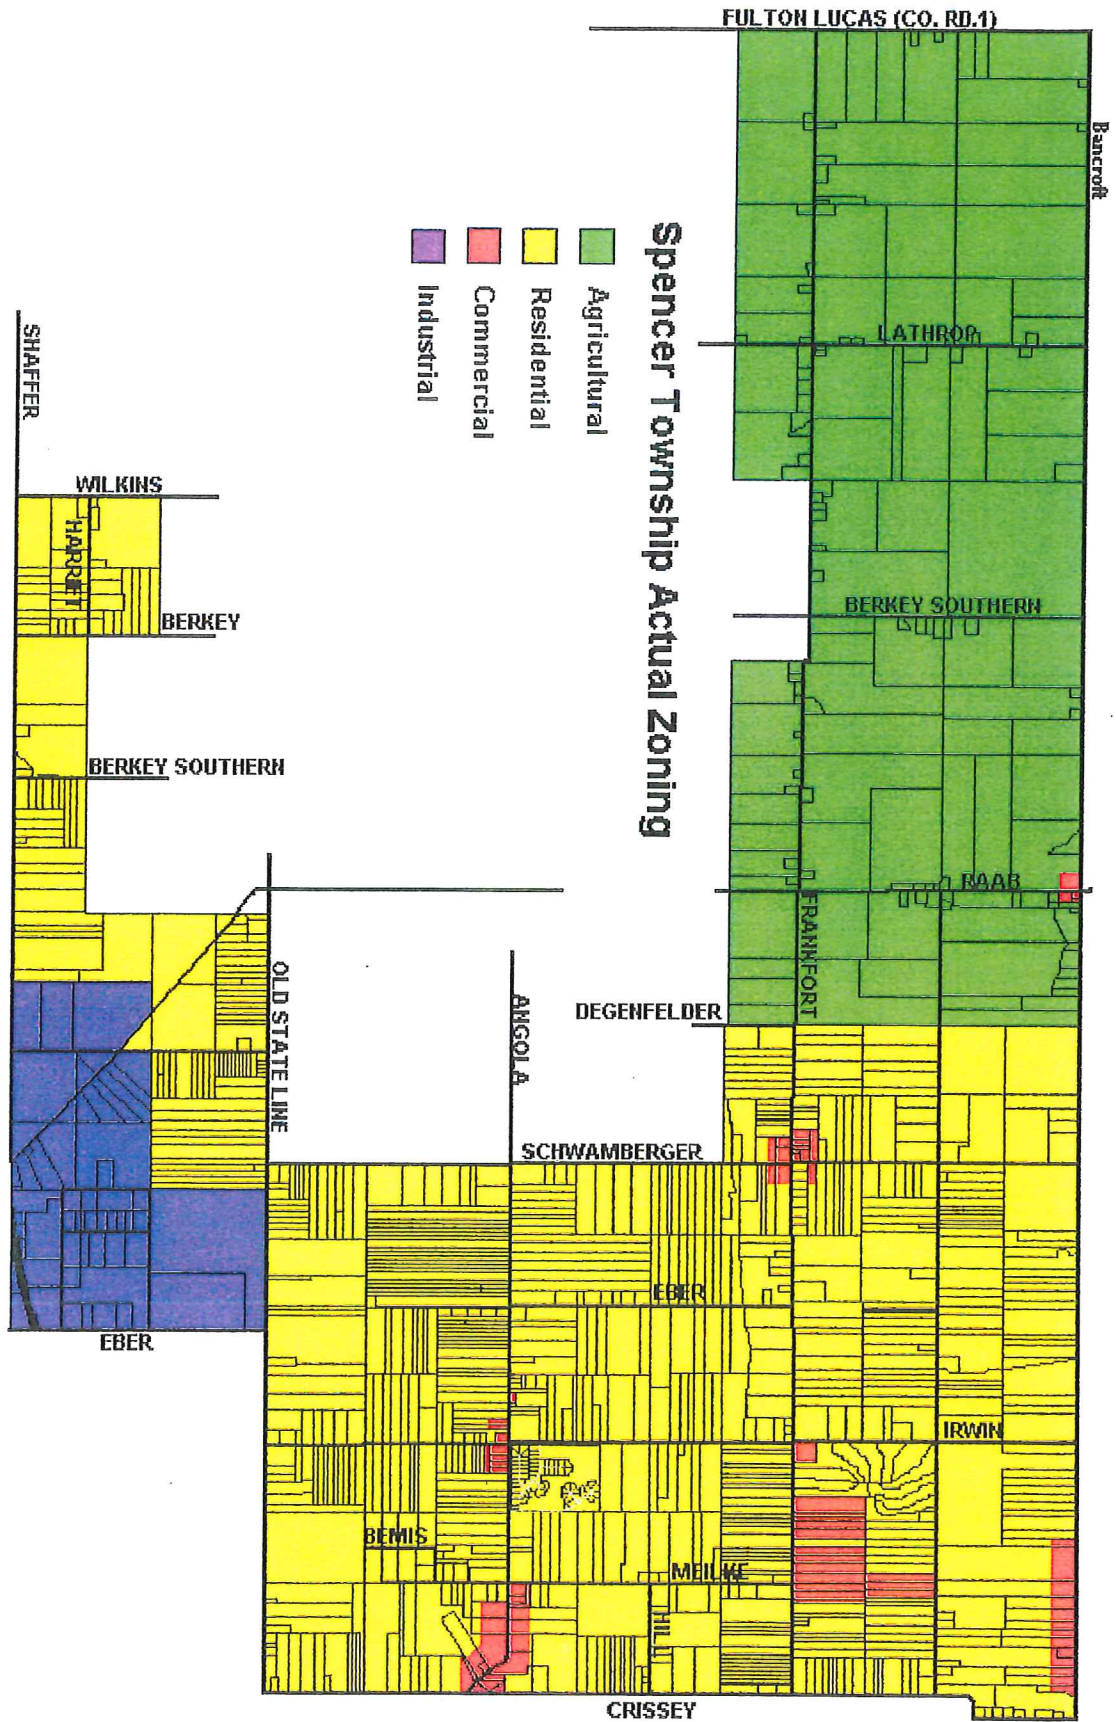 FULTON LUCAS (CO. RD.1)
Bancroft
Spencer Township Actual Zoning
Agricultural
Residential
Commercial
Industrial
LATHROP
SHAFFER
WILKINS
HARRIET
BERKEY
BERKEY SOUTHERN
BERKEY SOUTHERN
RAAB
FRANKFORT
OLD STATE LINE
ANGOLA
DEGENFELDER
SCHWAMBERGER
EBER
EBER
IRWIN
BEMIS
MEILKE
HILL
CRISSEY